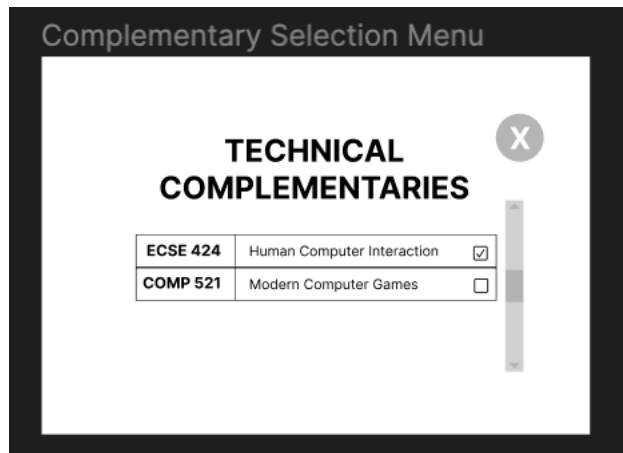 Complementary Selection Menu
X
TECHNICAL
COMPLEMENTARIES
ECSE 424 Human Computer Interaction
COMP 521 Modern Computer Games